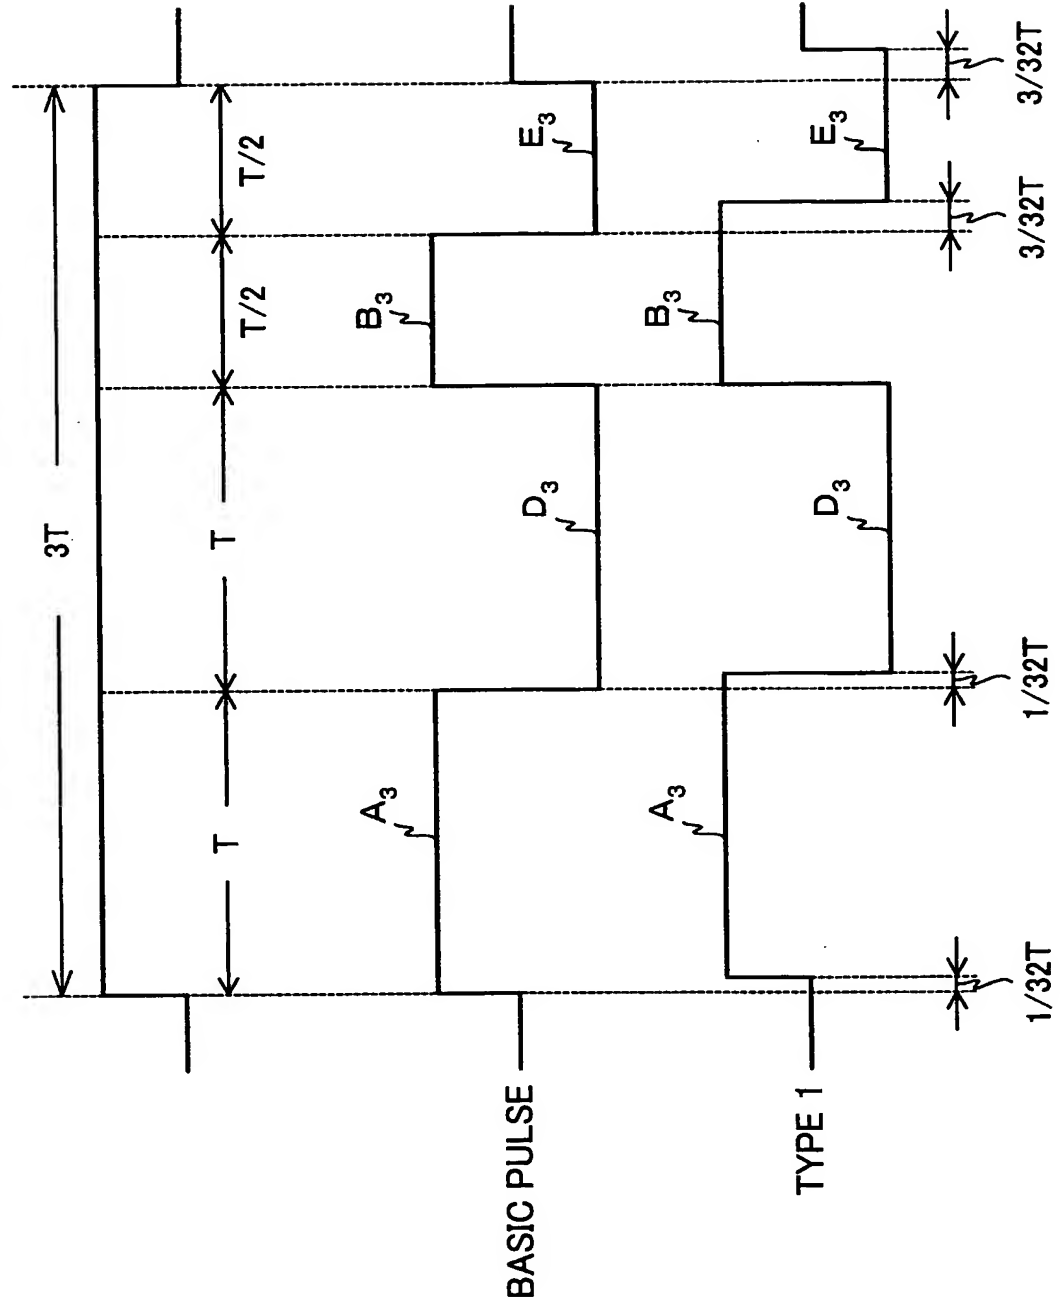 3T
T
T
T/2
T/2
BASIC PULSE
A3
D3
B3
E3
TYPE 1
A3
D3
B3
E3
1/32T
1/32T
3/32T
3/32T